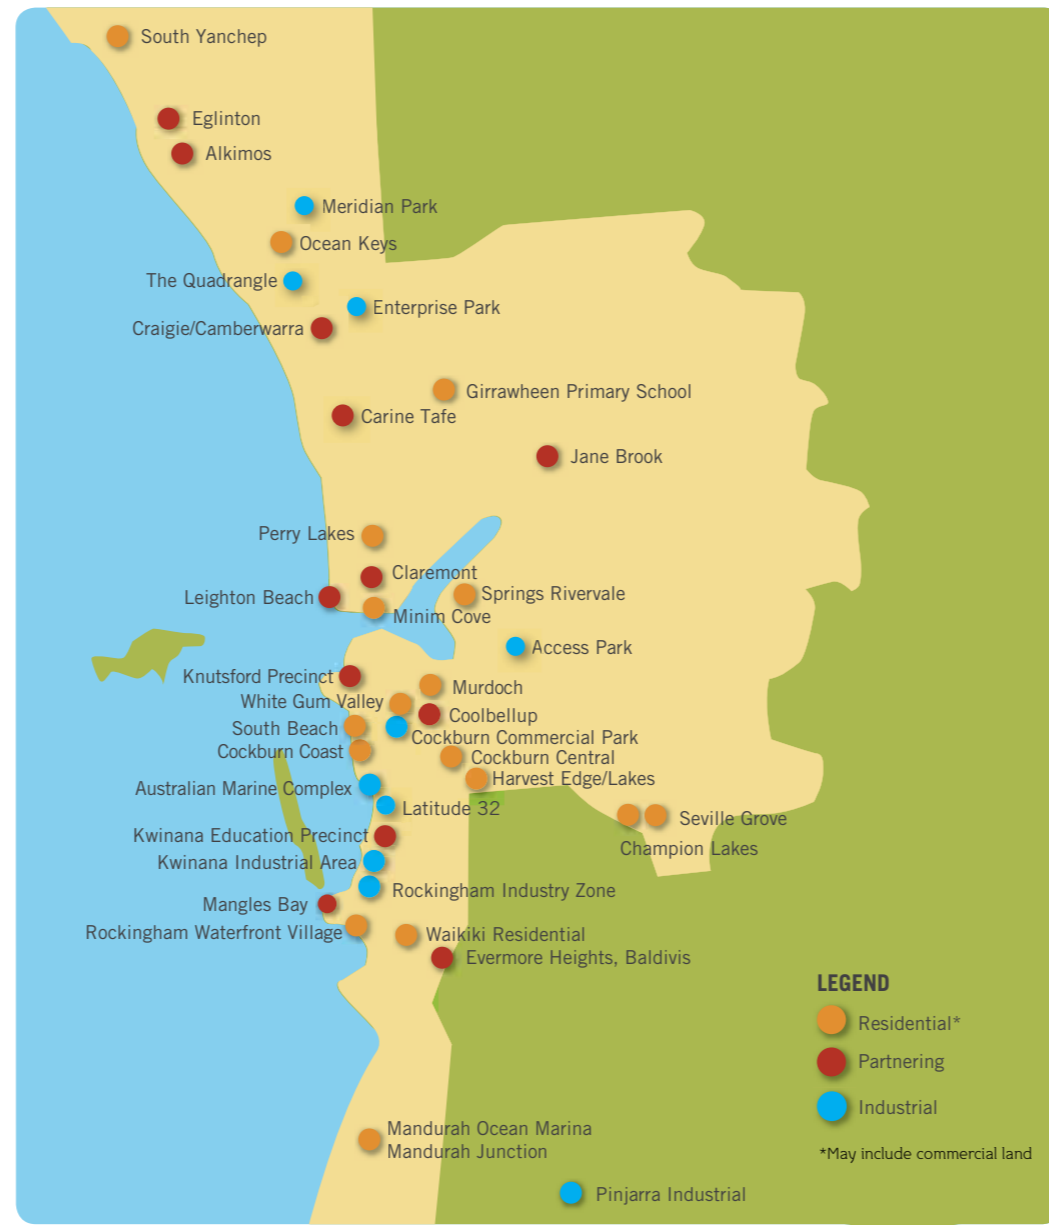 South Yanchep
Eglinton
Alkimos
Meridian Park
Ocean Keys
The Quadrangle
Enterprise Park
Craigie/Camberwarra
Girrawheen Primary School
Carine Tafe
Jane Brook
Perry Lakes
Claremont
Springs Rivervale
Leighton Beach
Minim Cove
Access Park
Knutsford Precinct
Murdoch
White Gum Valley
Coolbellup
South Beach
Cockburn Commercial Park
Cockburn Coast
Cockburn Central
Harvest Edge/Lakes
Australian Marine Complex
Latitude 32
Seville Grove
Kwinana Education Precinct
Champion Lakes
Kwinana Industrial Area
Rockingham Industry Zone
Mangles Bay
Rockingham Waterfront Village
Waikiki Residential
Evermore Heights, Baldivis
LEGEND
Residential*
Partnering
Industrial
*May include commercial land
Mandurah Ocean Marina
Mandurah Junction
Pinjarra Industrial